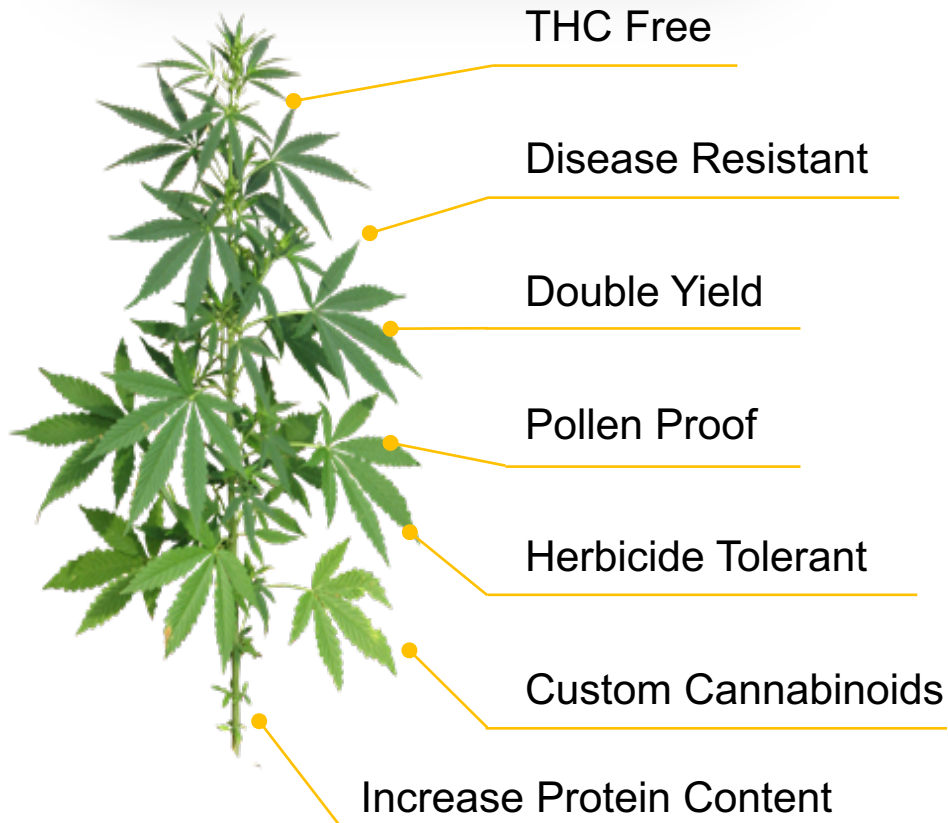 THC Free
Disease Resistant
Double Yield
Pollen Proof
Herbicide Tolerant
Custom Cannabinoids
Increase Protein Content